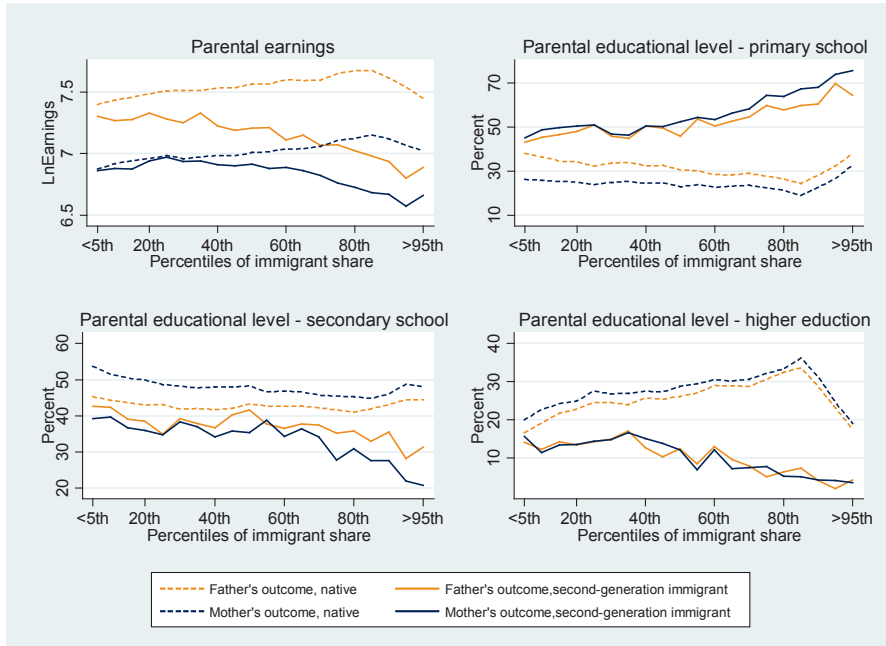 Parental earnings
LnEarnings
7.5
7
6.5
<5th 20th 40th 60th 80th >95th
Percentiles of immigrant share
Parental educational level - primary school
Percent
70
50
30
10
<5th 20th 40th 60th 80th >95th
Percentiles of immigrant share
Parental educational level - secondary school
Percent
60
50
40
30
20
<5th 20th 40th 60th 80th >95th
Percentiles of immigrant share
Parental educational level - higher eduction
Percent
40
30
20
10
<5th 20th 40th 60th 80th >95th
Percentiles of immigrant share
Father's outcome, native Father's outcome,second-generation immigrant
Mother's outcome, native Mother's outcome,second-generation immigrant